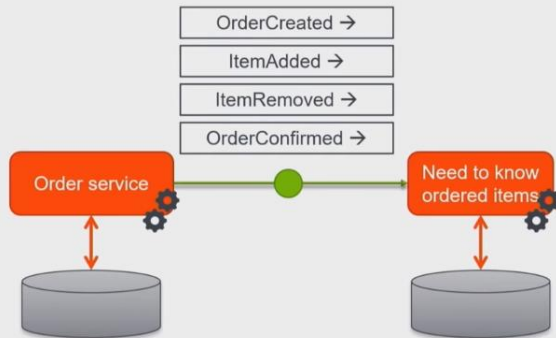 OrderCreated →
ItemAdded →
ItemRemoved →
OrderConfirmed →
Order service
Need to know
ordered items